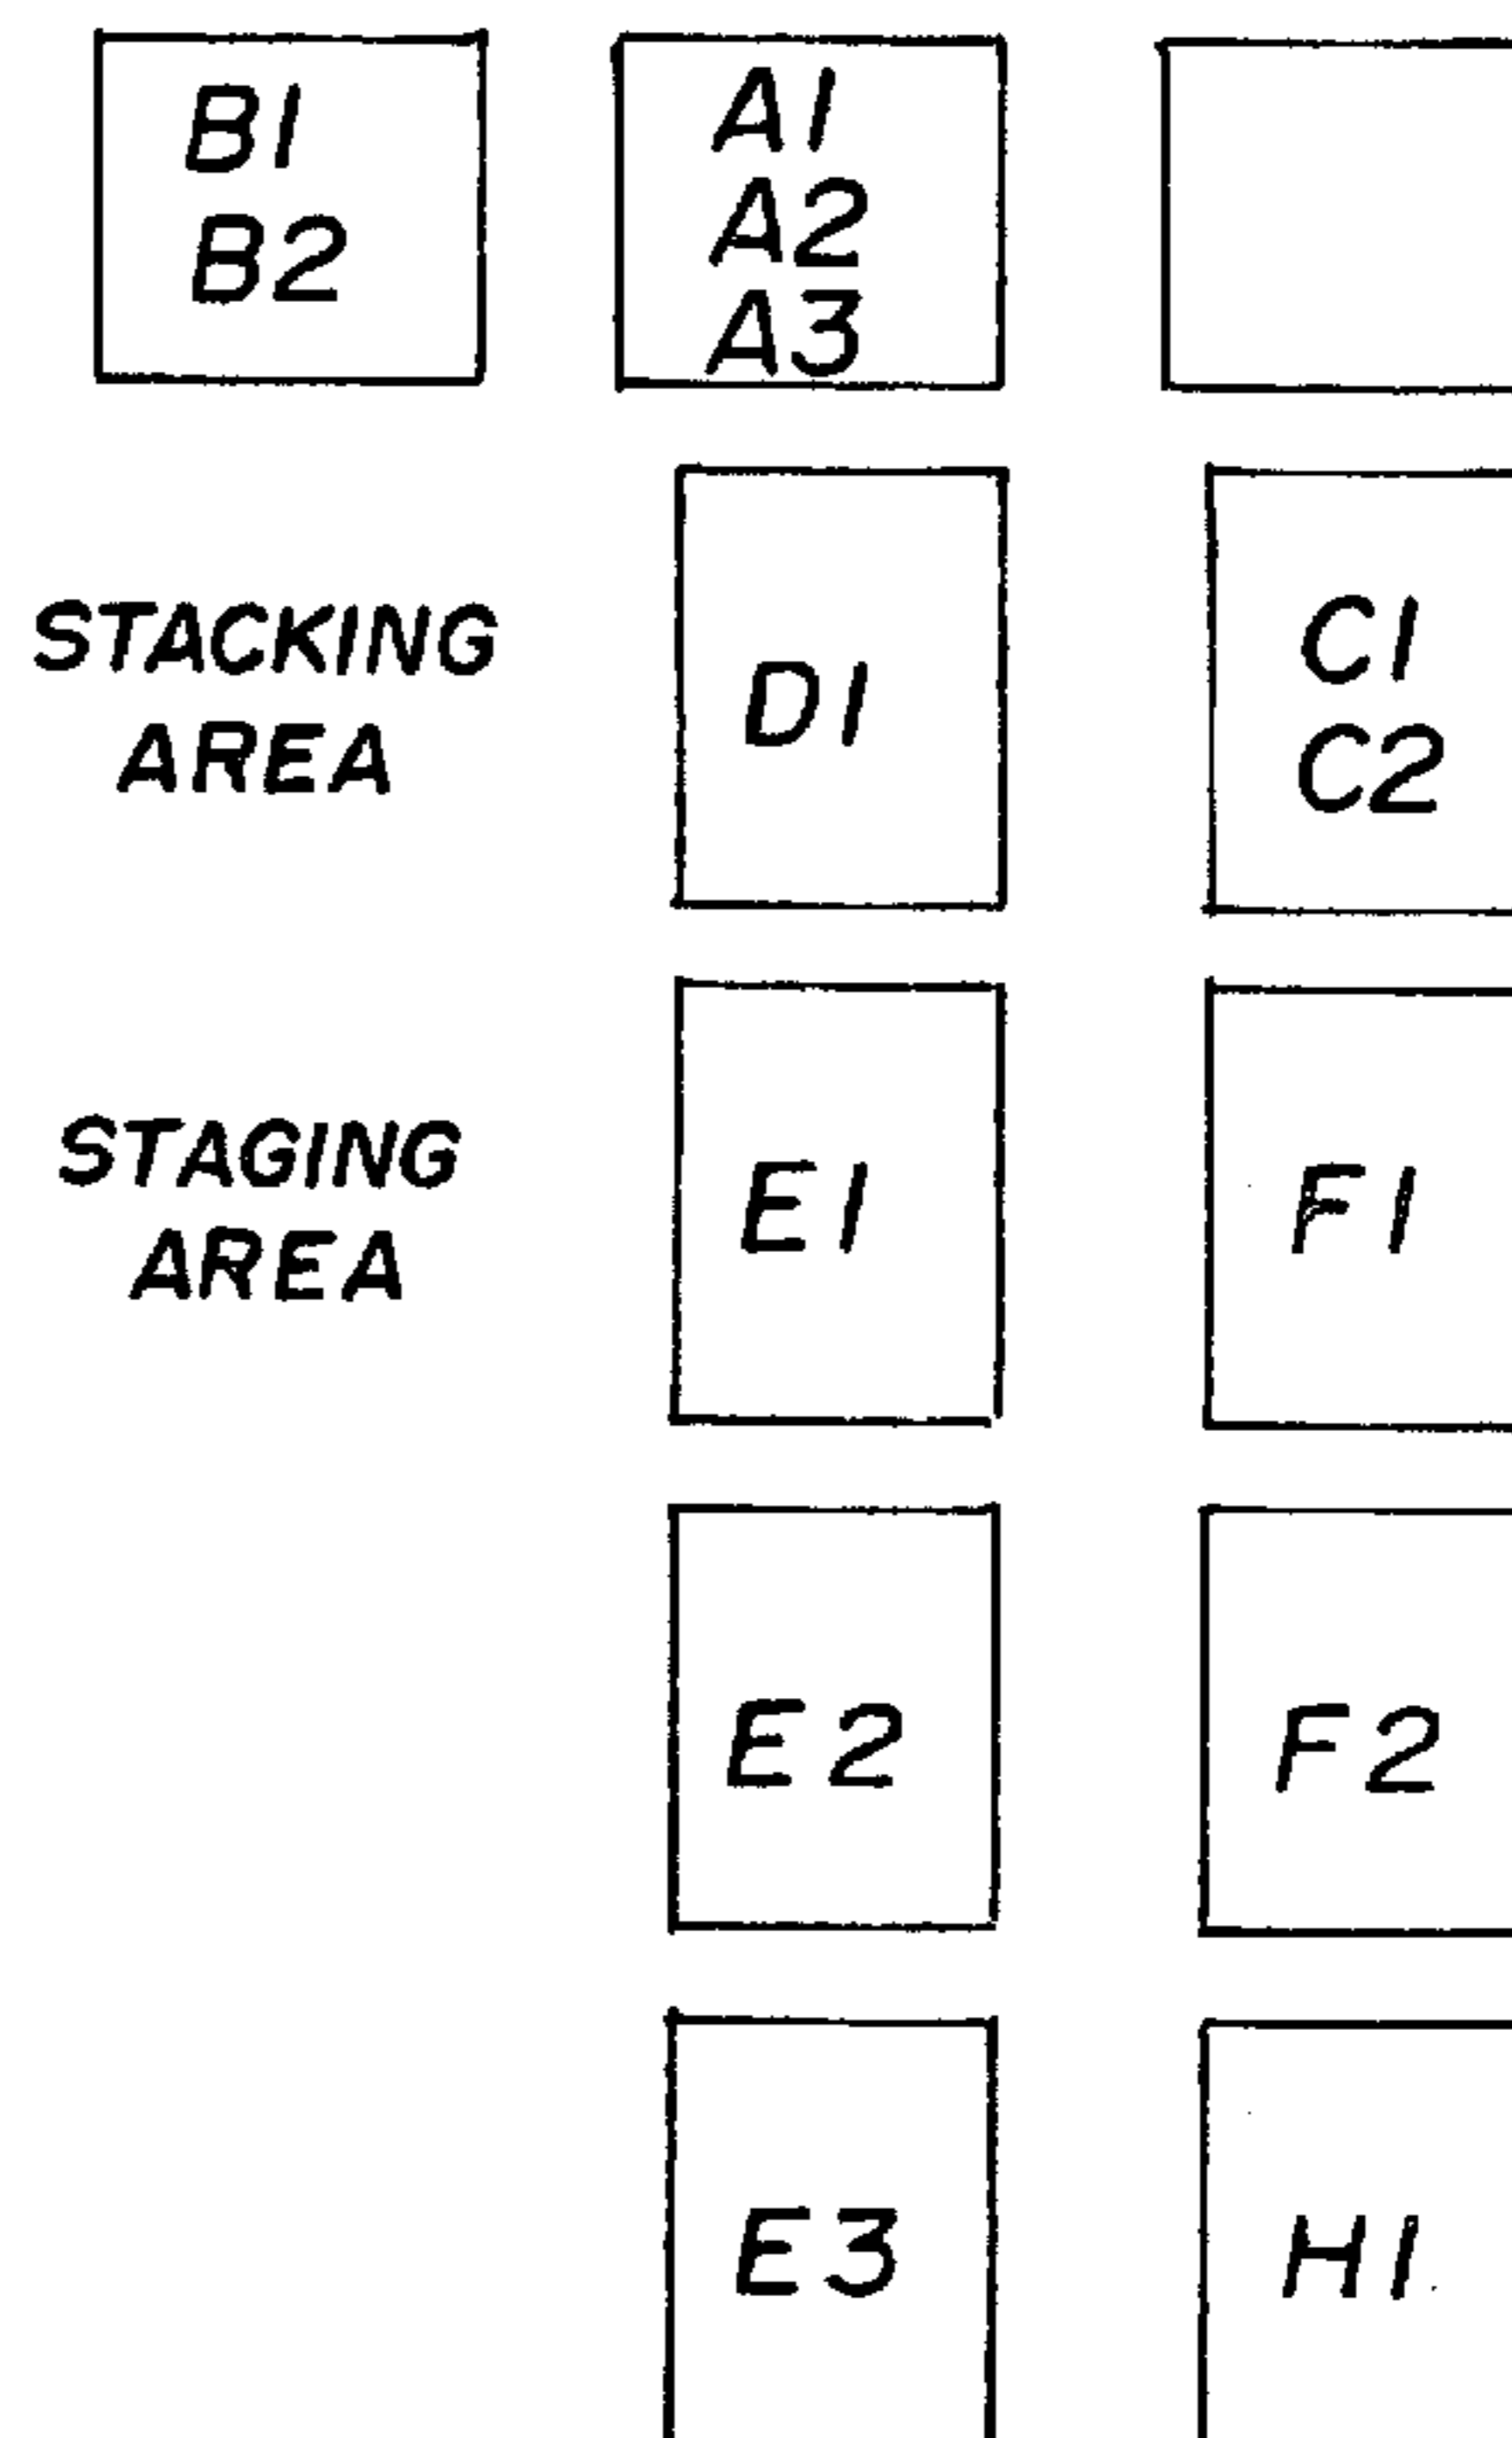 B1
B2
A1
A2
A3
STACKING
AREA
D1
C1
C2
STAGING
AREA
E1
F1
E2
F2
E3
H1